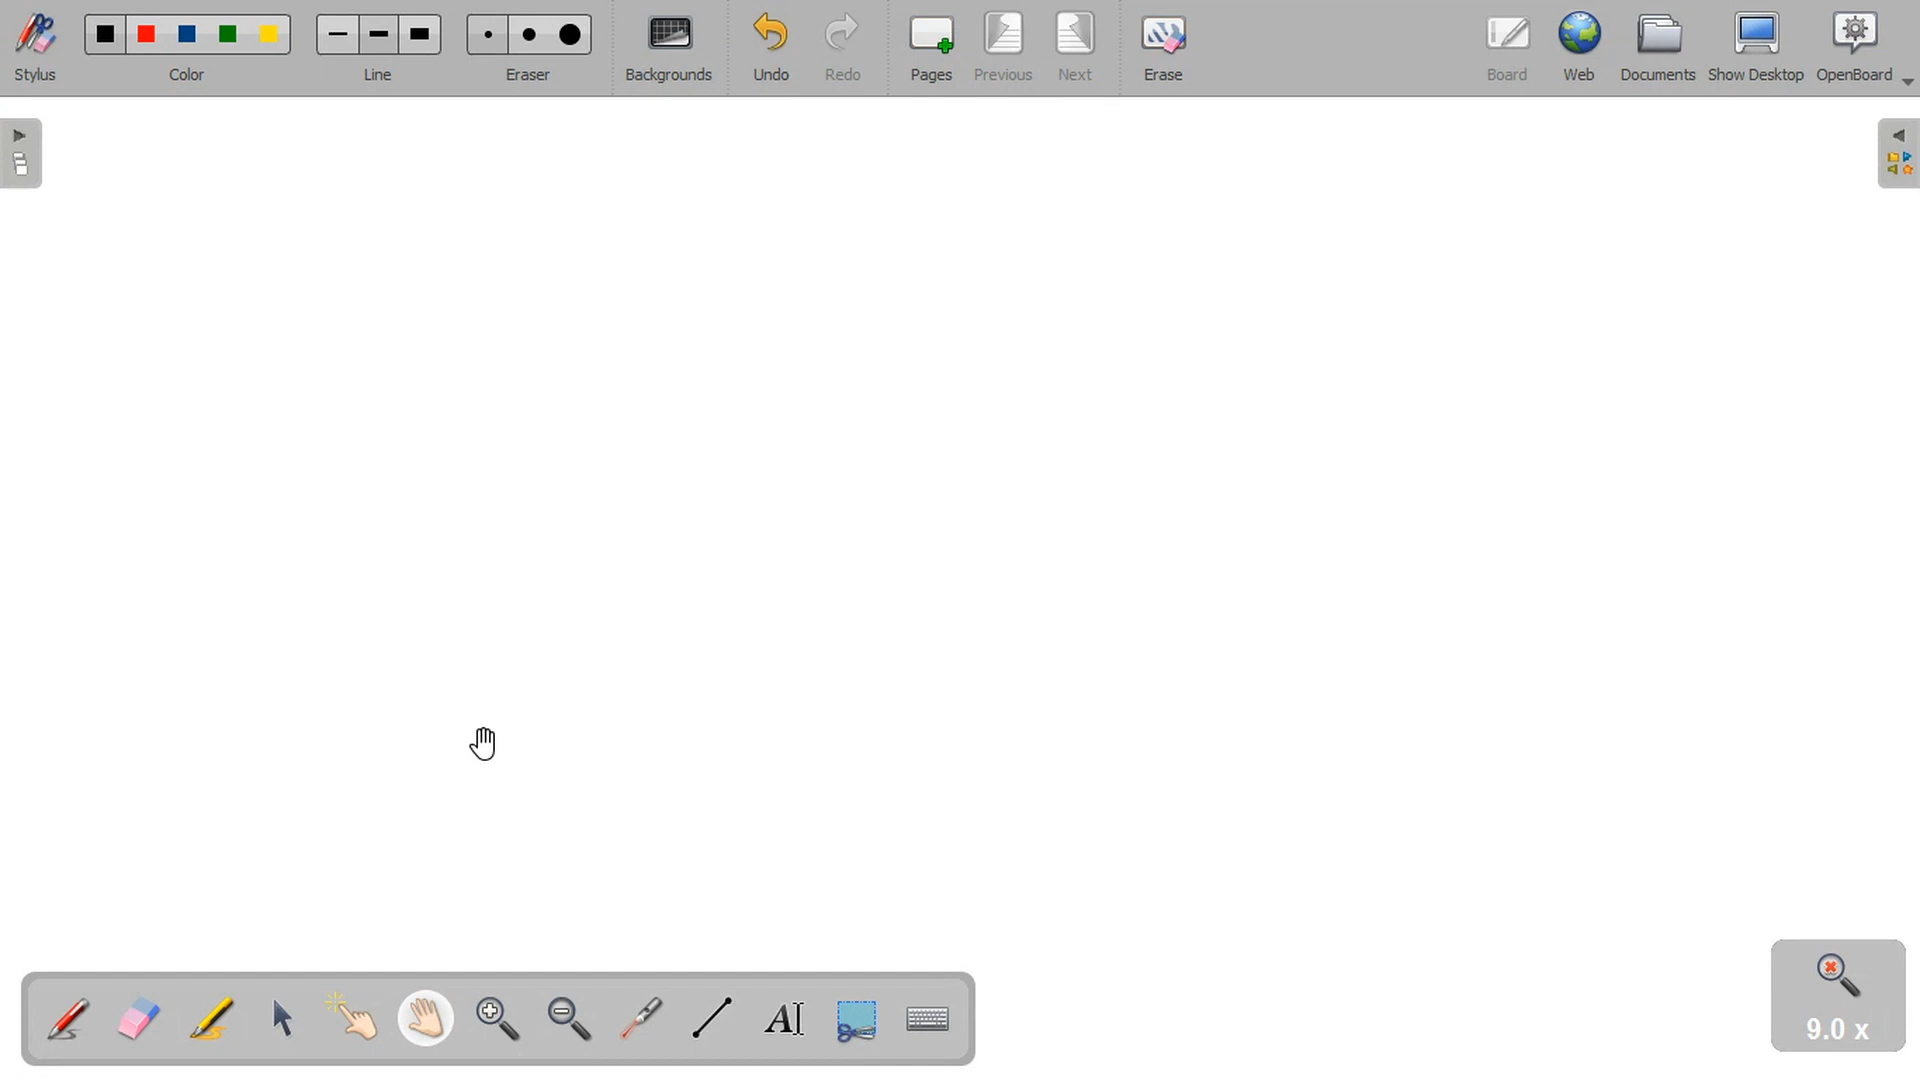 Stylus
Color
Line
Eraser
Backgrounds
Undo
Redo
Pages
Previous
Next
Erase
Board
Web
Documents
Show Desktop
OpenBoard
AI
9.0 x